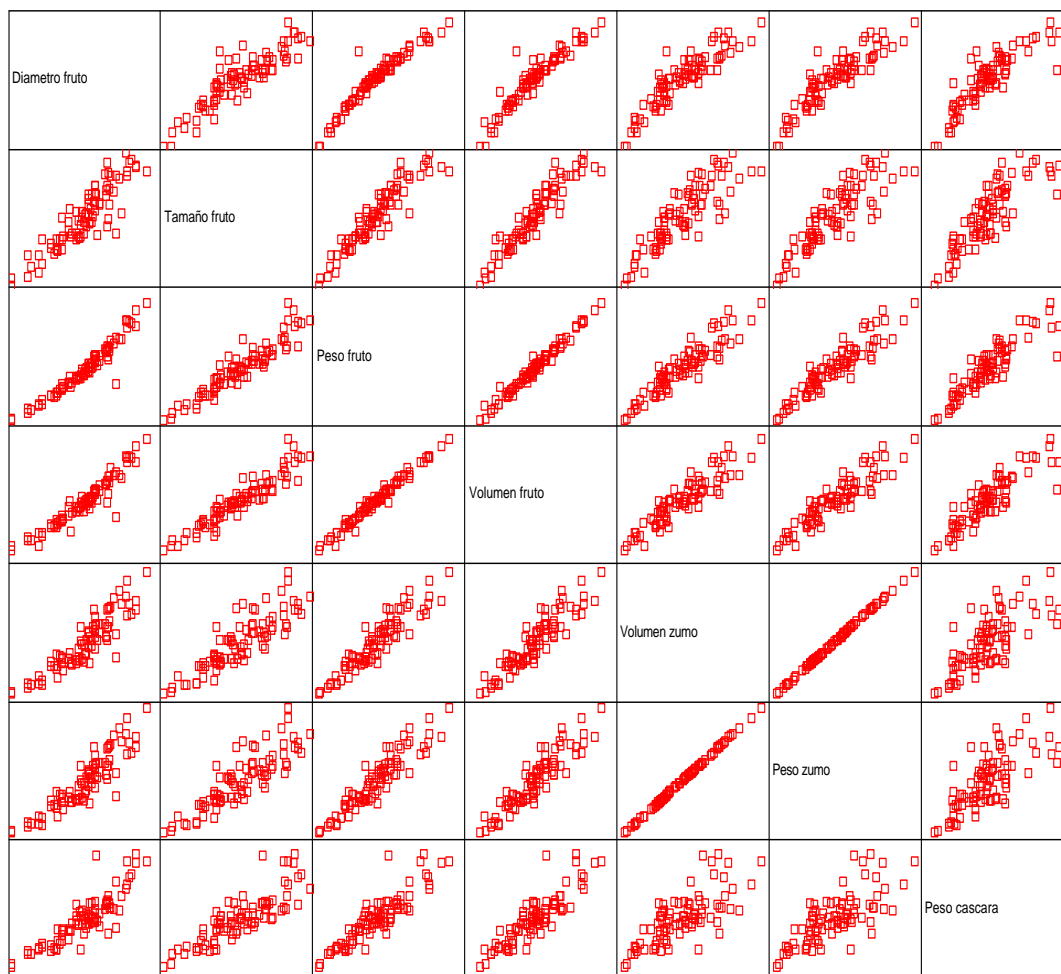 Diametro fruto
Tamaño fruto
Peso fruto
Volumen fruto
Volumen zumo
Peso zumo
Peso cascara